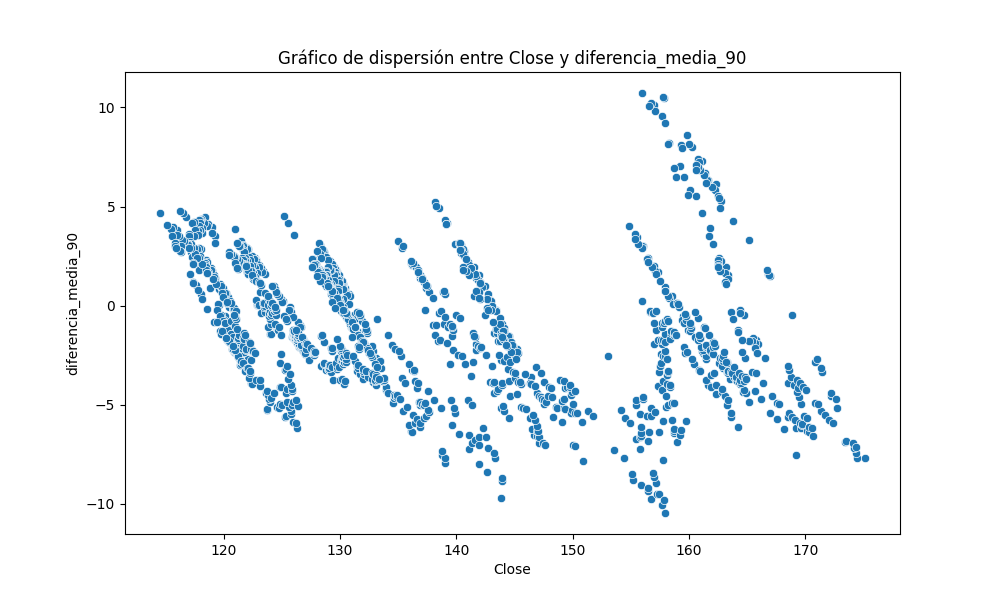 Gráfico de dispersión entre Close y diferencia_media_90
diferencia_media_90
10
5
0
−5
−10
120 130 140 150 160 170
Close